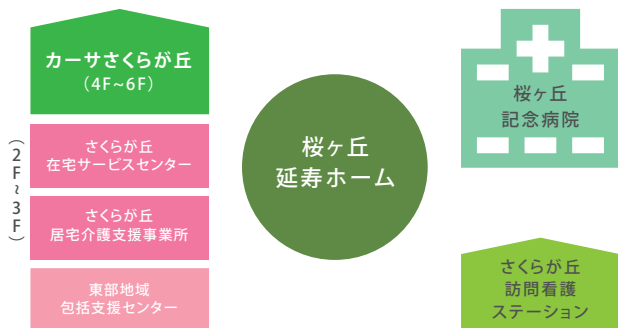 カーサさくらが丘
(4F~6F)
(2F~3F)
さくらが丘
在宅サービスセンター
さくらが丘
居宅介護支援事業所
東部地域
包括支援センター
桜ヶ丘
延寿ホーム
桜ヶ丘
記念病院
さくらが丘
訪問看護
ステーション